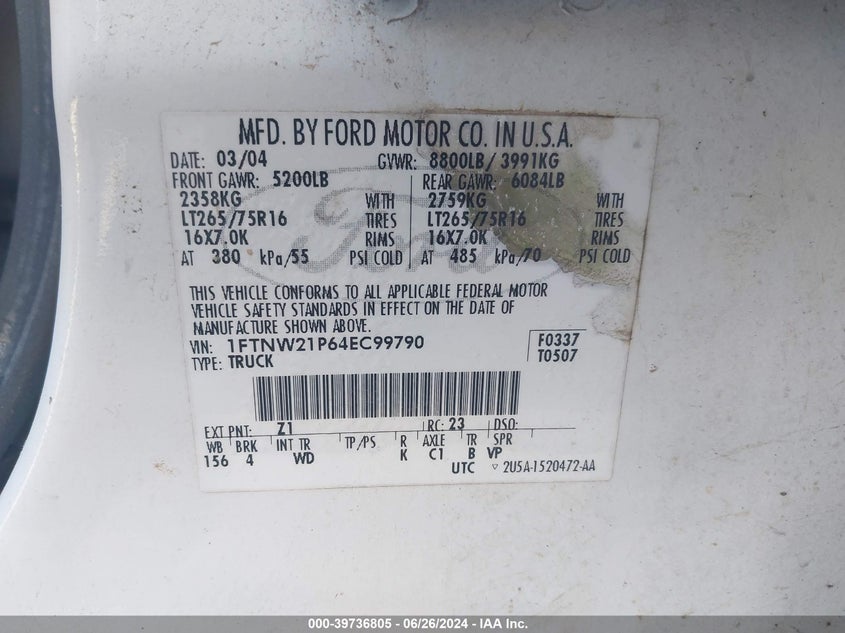 MFD. BY FORD MOTOR CO. IN U.S.A.
DATE: 03/04 GVWR: 8800LB/ 3991KG
FRONT GAWR: 5200LB REAR GAWR: 6084LB
2358KG WITH 2759KG WITH
LT265/75R16 TIRES LT265/75R16 TIRES
16X7.0K RIMS 16X7.0K RIMS
AT 380 kPa/55 PSI COLD AT 485 kPa/70 PSI COLD
Ford
THIS VEHICLE CONFORMS TO ALL APPLICABLE FEDERAL MOTOR
VEHICLE SAFETY STANDARDS IN EFFECT ON THE DATE OF
MANUFACTURE SHOWN ABOVE.
VIN: 1FTNW21P64EC99790 F0337
TYPE: TRUCK T0507
EXT PNT: Z1 RC: 23 DSO:
WB BRK INT TR TP/PS R AXLE TR SPR
156 4 WD K C1 B VP
UTC 2U5A-1520472-AA
000-39736805 / 06/26/2024 - IAA Inc.